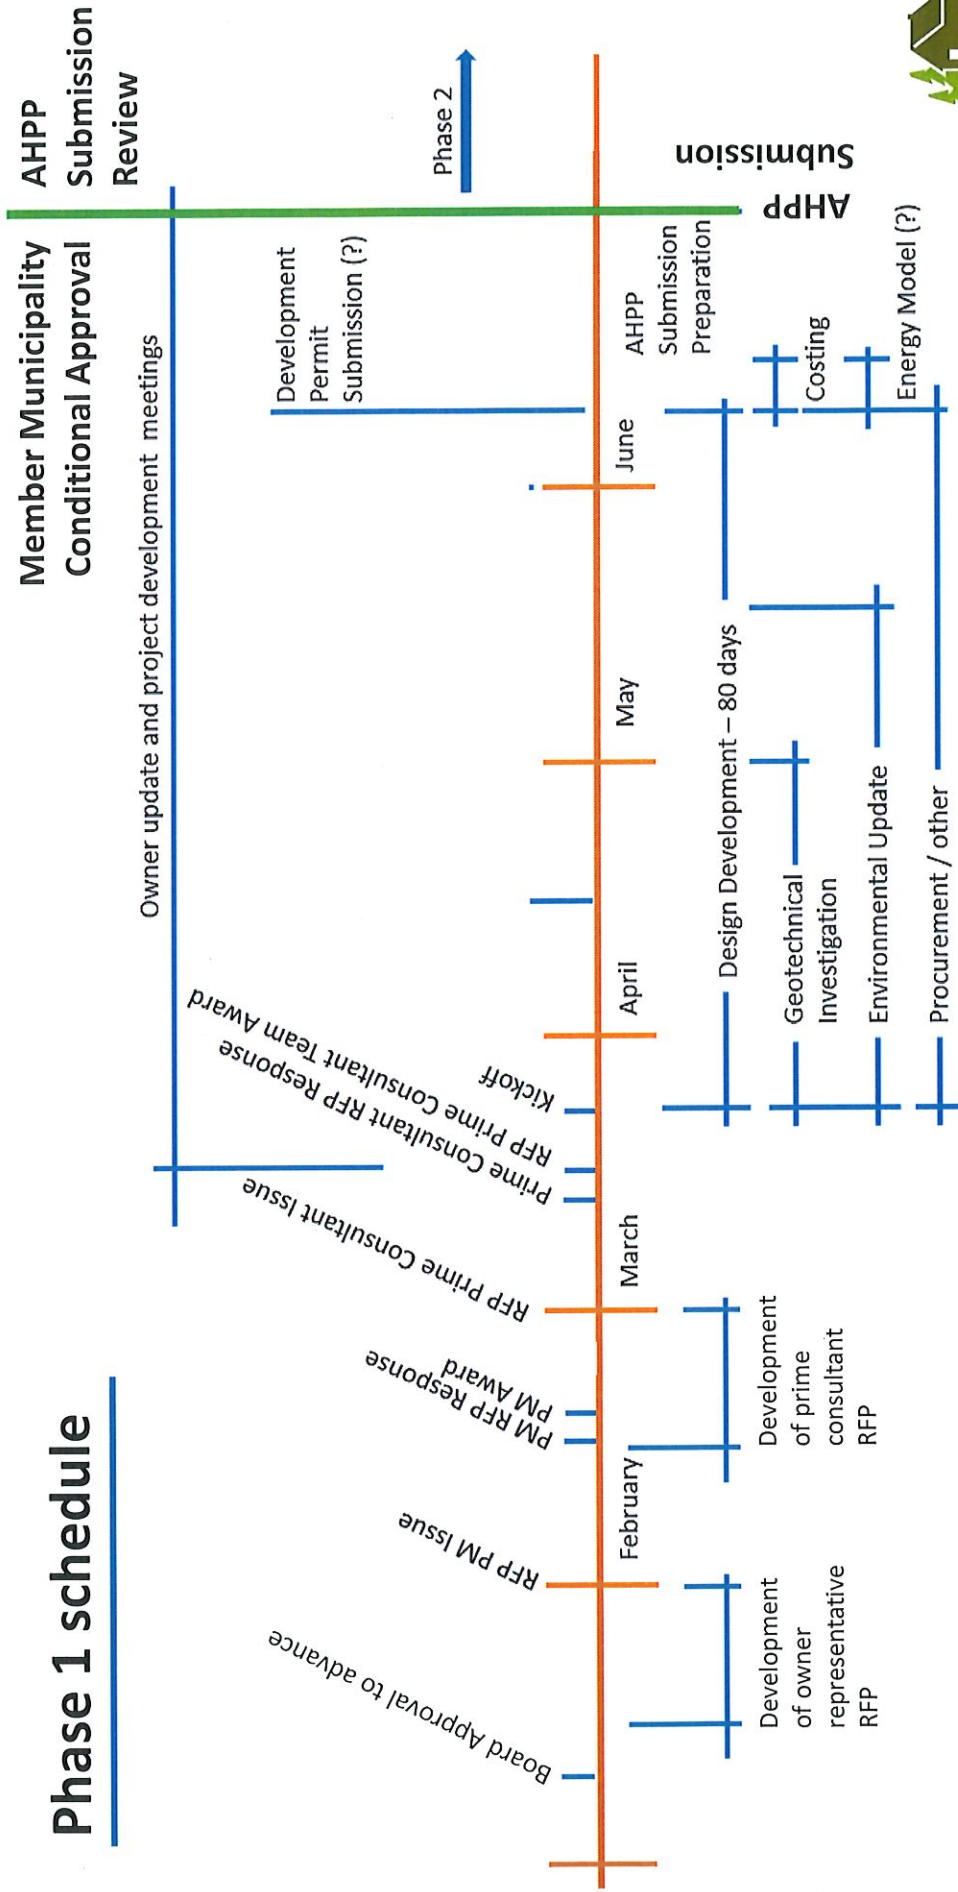 Phase 1 schedule
Member Municipality
Conditional Approval
AHPP
Submission
Review
Owner update and project development meetings
Phase 2
Development
Permit
Submission (?)
Board Approval to advance
RFP PM Issue
PM RFP Response
PM Award
RFP Prime Consultant Issue
Prime Consultant RFP Response
RFP Prime Consultant Team Award
Kickoff
February
March
April
May
June
AHPP
Submission
Preparation
AHPP
Submission
Development
of owner
representative
RFP
Development
of prime
consultant
RFP
Design Development – 80 days
Geotechnical
Investigation
Environmental Update
Procurement / other
Costing
Energy Model (?)